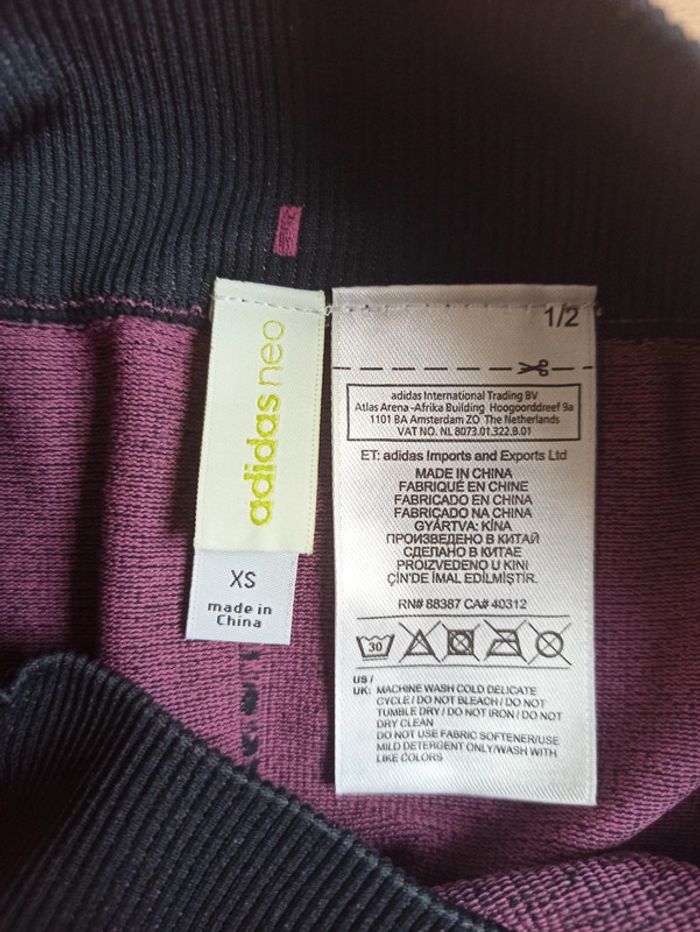 adidas neo
XS
made in
China
1/2
adidas International Trading BV
Atlas Arena -Afrika Building Hoogoorddreef 9a
1101 BA Amsterdam ZO The Netherlands
VAT NO. NL 8073.01.322.B.01
ET: adidas Imports and Exports Ltd
MADE IN CHINA
FABRIQUÉ EN CHINE
FABRICADO EN CHINA
FABRICADO NA CHINA
GYÁRTVA: KÍNA
ПРОИЗВЕДЕНО В КИТАЙ
СДЕЛАНО В КИТАЕ
PROIZVEDENO U KINI
ÇİN'DE İMAL EDİLMİŞTİR.
RN# 88387 CA# 40312
30
US /
UK: MACHINE WASH COLD DELICATE
CYCLE / DO NOT BLEACH / DO NOT
TUMBLE DRY / DO NOT IRON / DO NOT
DRY CLEAN
DO NOT USE FABRIC SOFTENER/USE
MILD DETERGENT ONLY/WASH WITH
LIKE COLORS